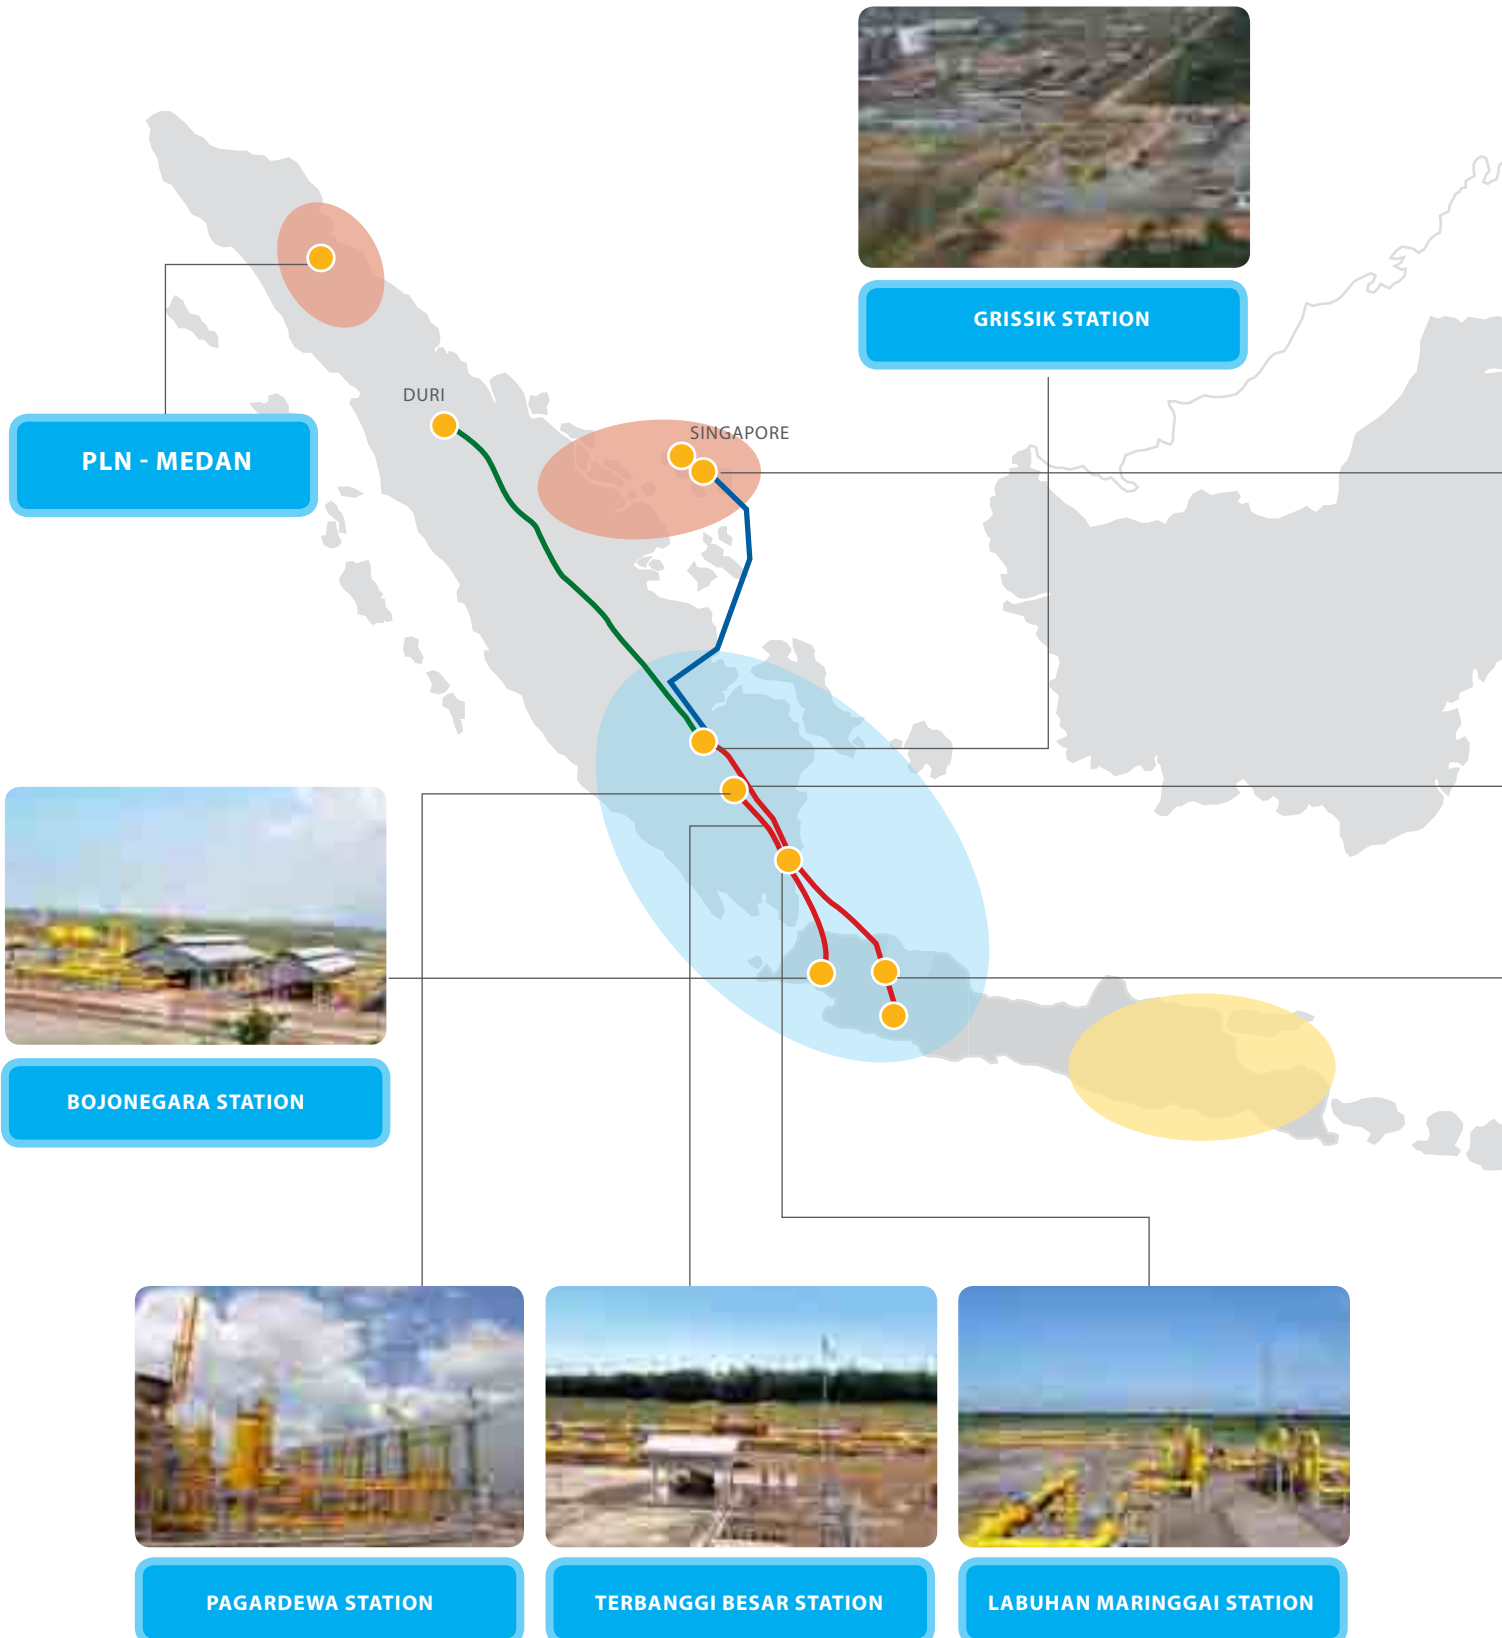 GRISSIK STATION
DURI
SINGAPORE
PLN - MEDAN
BOJONEGARA STATION
PAGARDEWA STATION
TERBANGGI BESAR STATION
LABUHAN MARINGGAI STATION